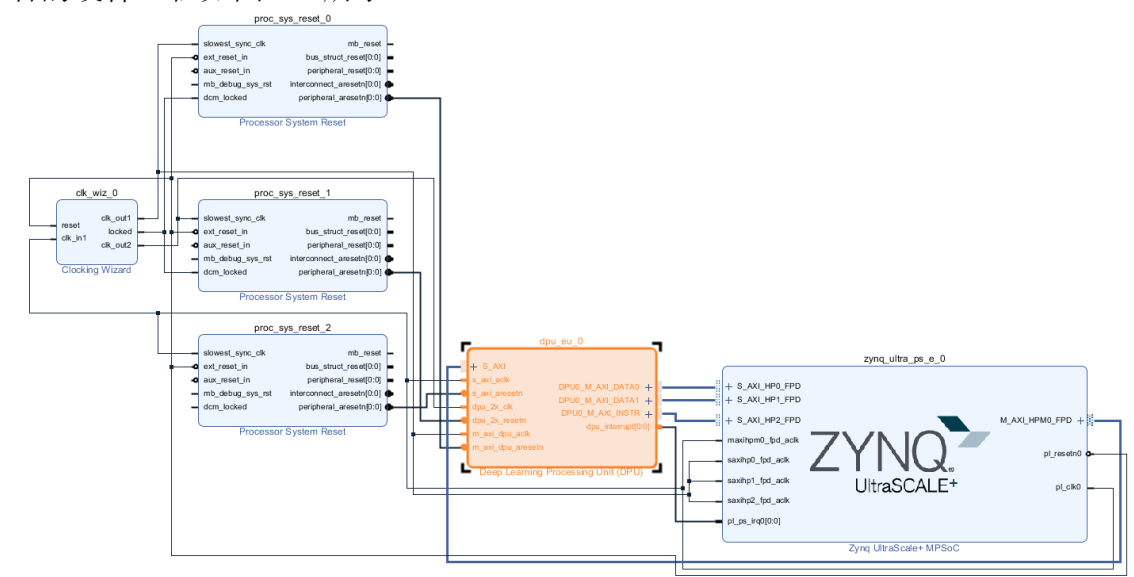 proc_sys_reset_0
slowest_sync_clk
ext_reset_in
aux_reset_in
mb_debug_sys_rst
dcm_locked
mb_reset
bus_struct_reset[0:0]
peripheral_reset[0:0]
interconnect_aresetn[0:0]
peripheral_aresetn[0:0]
Processor System Reset
clk_wiz_0
reset
clk_in1
clk_out1
locked
clk_out2
Clocking Wizard
proc_sys_reset_1
slowest_sync_clk
ext_reset_in
aux_reset_in
mb_debug_sys_rst
dcm_locked
mb_reset
bus_struct_reset[0:0]
peripheral_reset[0:0]
interconnect_aresetn[0:0]
peripheral_aresetn[0:0]
Processor System Reset
proc_sys_reset_2
slowest_sync_clk
ext_reset_in
aux_reset_in
mb_debug_sys_rst
dcm_locked
mb_reset
bus_struct_reset[0:0]
peripheral_reset[0:0]
interconnect_aresetn[0:0]
peripheral_aresetn[0:0]
Processor System Reset
dpu_eu_0
S_AXI
s_axi_aclk
s_axi_aresetn
dpu_2x_clk
dpu_2x_resetn
m_axi_dpu_aclk
m_axi_dpu_aresetn
DPU0_M_AXI_DATA0
DPU0_M_AXI_DATA1
DPU0_M_AXI_INSTR
dpu_interrupt[0:0]
Deep Learning Processing Unit (DPU)
zynq_ultra_ps_e_0
S_AXI_HP0_FPD
S_AXI_HP1_FPD
S_AXI_HP2_FPD
maxihpm0_fpd_aclk
saxihp0_fpd_aclk
saxihp1_fpd_aclk
saxihp2_fpd_aclk
pl_ps_irq0[0:0]
ZYNQ
UltraSCALE+
M_AXI_HPM0_FPD
pl_resetn0
pl_clk0
Zynq UltraScale+ MPSoC